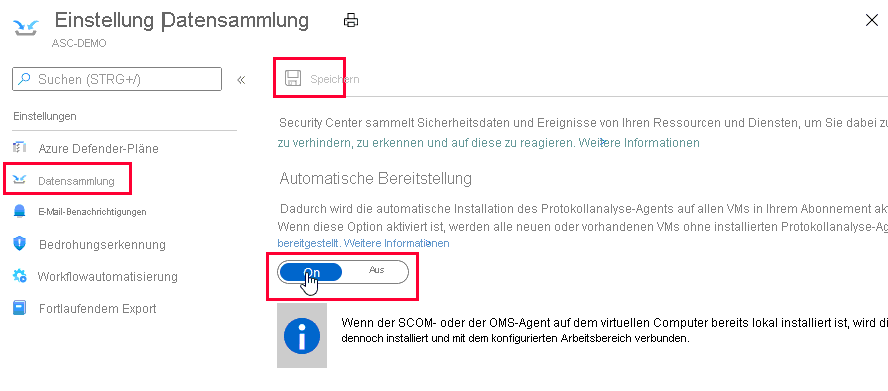 Einstellung Datensammlung
ASC-DEMO
Suchen (STRG+/)
Einstellungen
Azure Defender-Pläne
Datensammlung
E-Mail-Benachrichtigungen
Bedrohungserkennung
Workflowautomatisierung
Fortlaufendem Export
Speichern
Security Center sammelt Sicherheitsdaten und Ereignisse von Ihren Ressourcen und Diensten, um Sie dabei zu
zu verhindern, zu erkennen und auf diese zu reagieren. Weitere Informationen
Automatische Bereitstellung
Dadurch wird die automatische Installation des Protokollanalyse-Agents auf allen VMs in Ihrem Abonnement ak
Wenn diese Option aktiviert ist, werden alle neuen oder vorhandenen VMs ohne installierten Protokollanalyse-Ag
bereitgestellt. Weitere Informationen
On Aus
Wenn der SCOM- oder der OMS-Agent auf dem virtuellen Computer bereits lokal installiert ist, wird di
dennoch installiert und mit dem konfigurierten Arbeitsbereich verbunden.